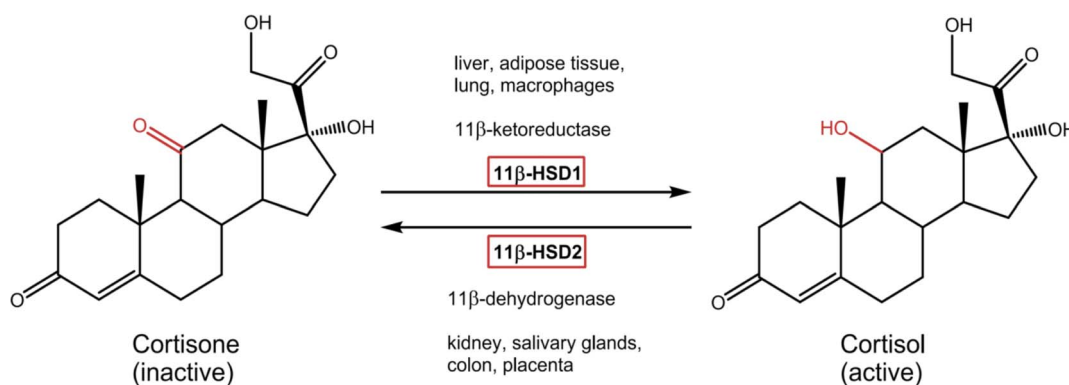 OH
O
O
OH
Cortisone
(inactive)
O
liver, adipose tissue,
lung, macrophages
11β-ketoreductase
11β-HSD1
11β-HSD2
11β-dehydrogenase
kidney, salivary glands,
colon, placenta
OH
O
HO
OH
O
Cortisol
(active)